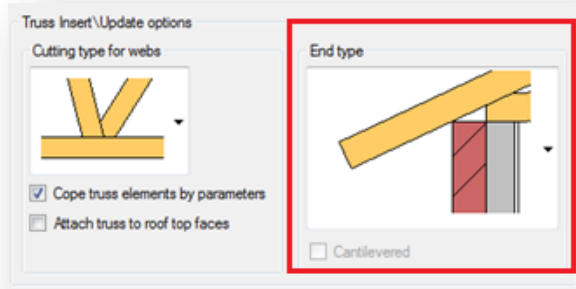 Truss Insert\Update options
Cutting type for webs
End type
Cope truss elements by parameters
Attach truss to roof top faces
Cantilevered